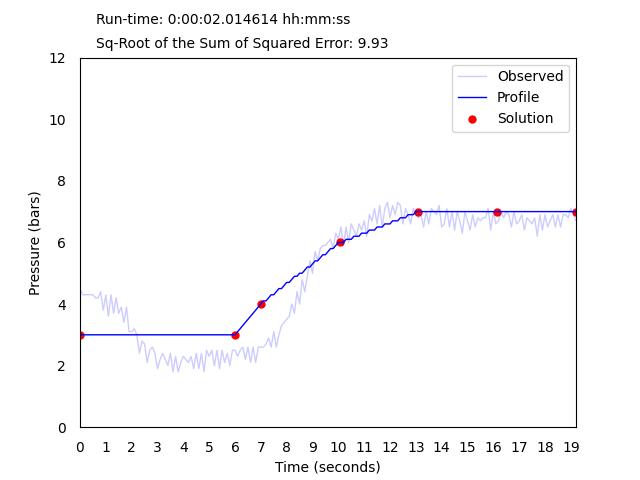 Run-time: 0:00:02.014614 hh:mm:ss
Sq-Root of the Sum of Squared Error: 9.93
12
Observed
Profile
Solution
10
8
6
4
2
0
Pressure (bars)
0 1 2 3 4 5 6 7 8 9 10 11 12 13 14 15 16 17 18 19
Time (seconds)